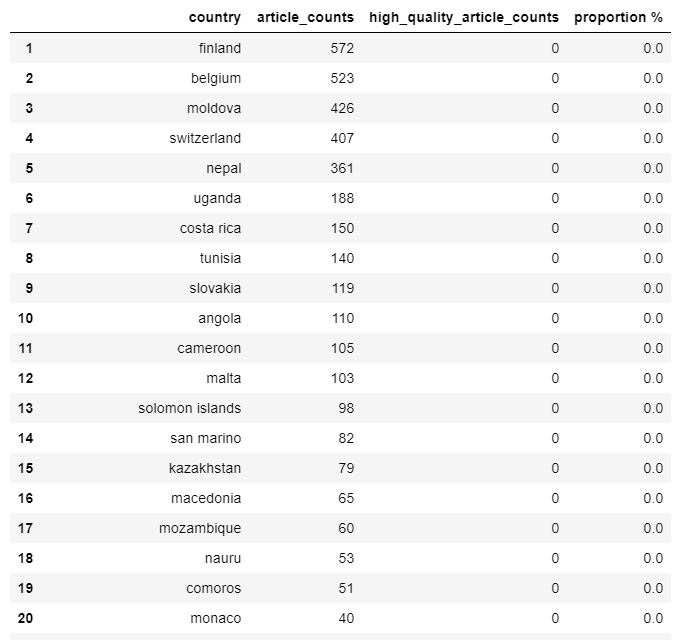 country article_counts high_quality_article_counts proportion %
1 finland 572 0 0.0
2 belgium 523 0 0.0
3 moldova 426 0 0.0
4 switzerland 407 0 0.0
5 nepal 361 0 0.0
6 uganda 188 0 0.0
7 costa rica 150 0 0.0
8 tunisia 140 0 0.0
9 slovakia 119 0 0.0
10 angola 110 0 0.0
11 cameroon 105 0 0.0
12 malta 103 0 0.0
13 solomon islands 98 0 0.0
14 san marino 82 0 0.0
15 kazakhstan 79 0 0.0
16 macedonia 65 0 0.0
17 mozambique 60 0 0.0
18 nauru 53 0 0.0
19 comoros 51 0 0.0
20 monaco 40 0 0.0